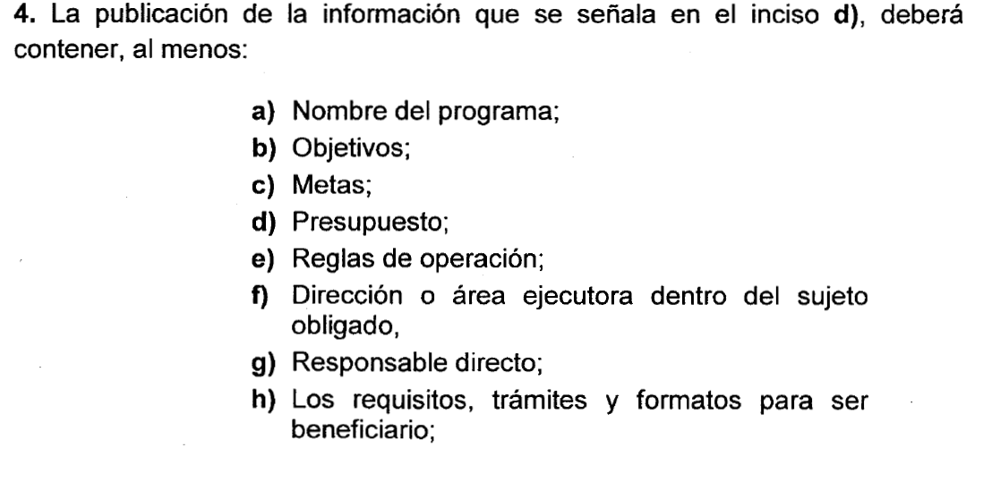 4. La publicación de la información que se señala en el inciso d), deberá
contener, al menos:
a) Nombre del programa;
b) Objetivos;
c) Metas;
d) Presupuesto;
e) Reglas de operación;
f) Dirección o área ejecutora dentro del sujeto
obligado,
g) Responsable directo;
h) Los requisitos, trámites y formatos para ser
beneficiario;